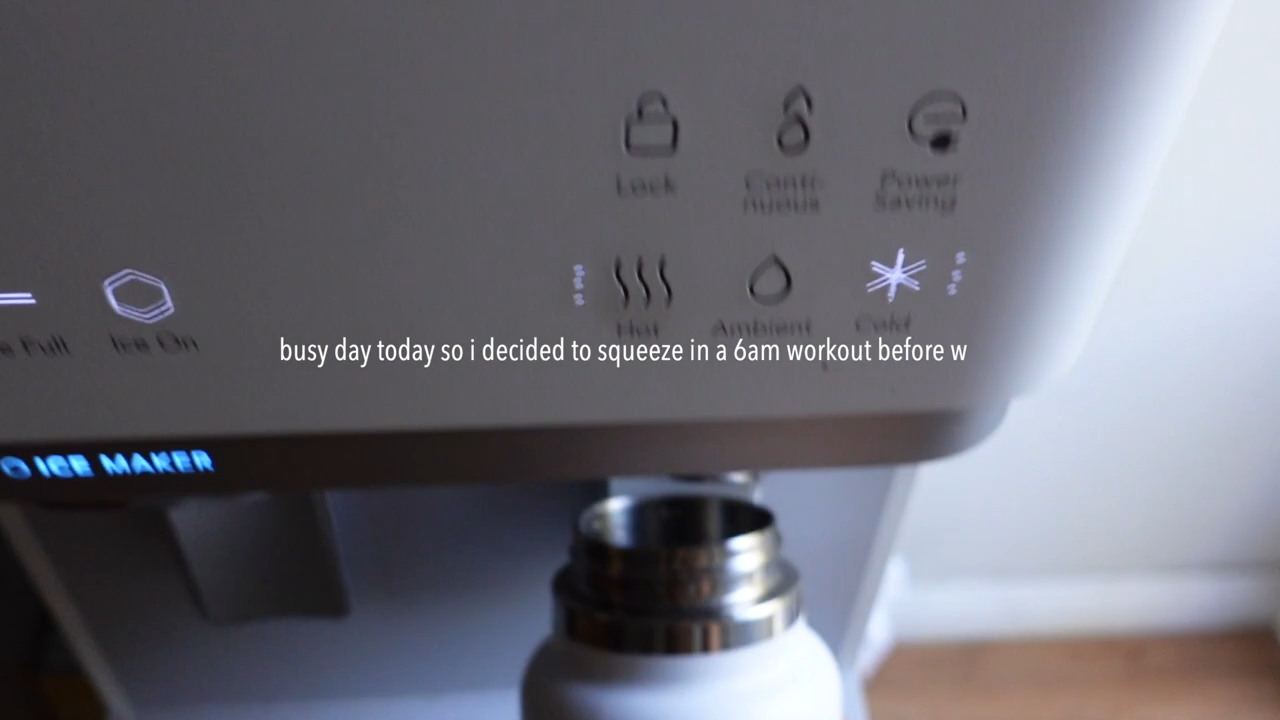 Lock
Conti-
nuous
Power
Saving
Hot
Ambient
Cold
Full
Ice On
busy day today so i decided to squeeze in a 6am workout before w
ICE MAKER